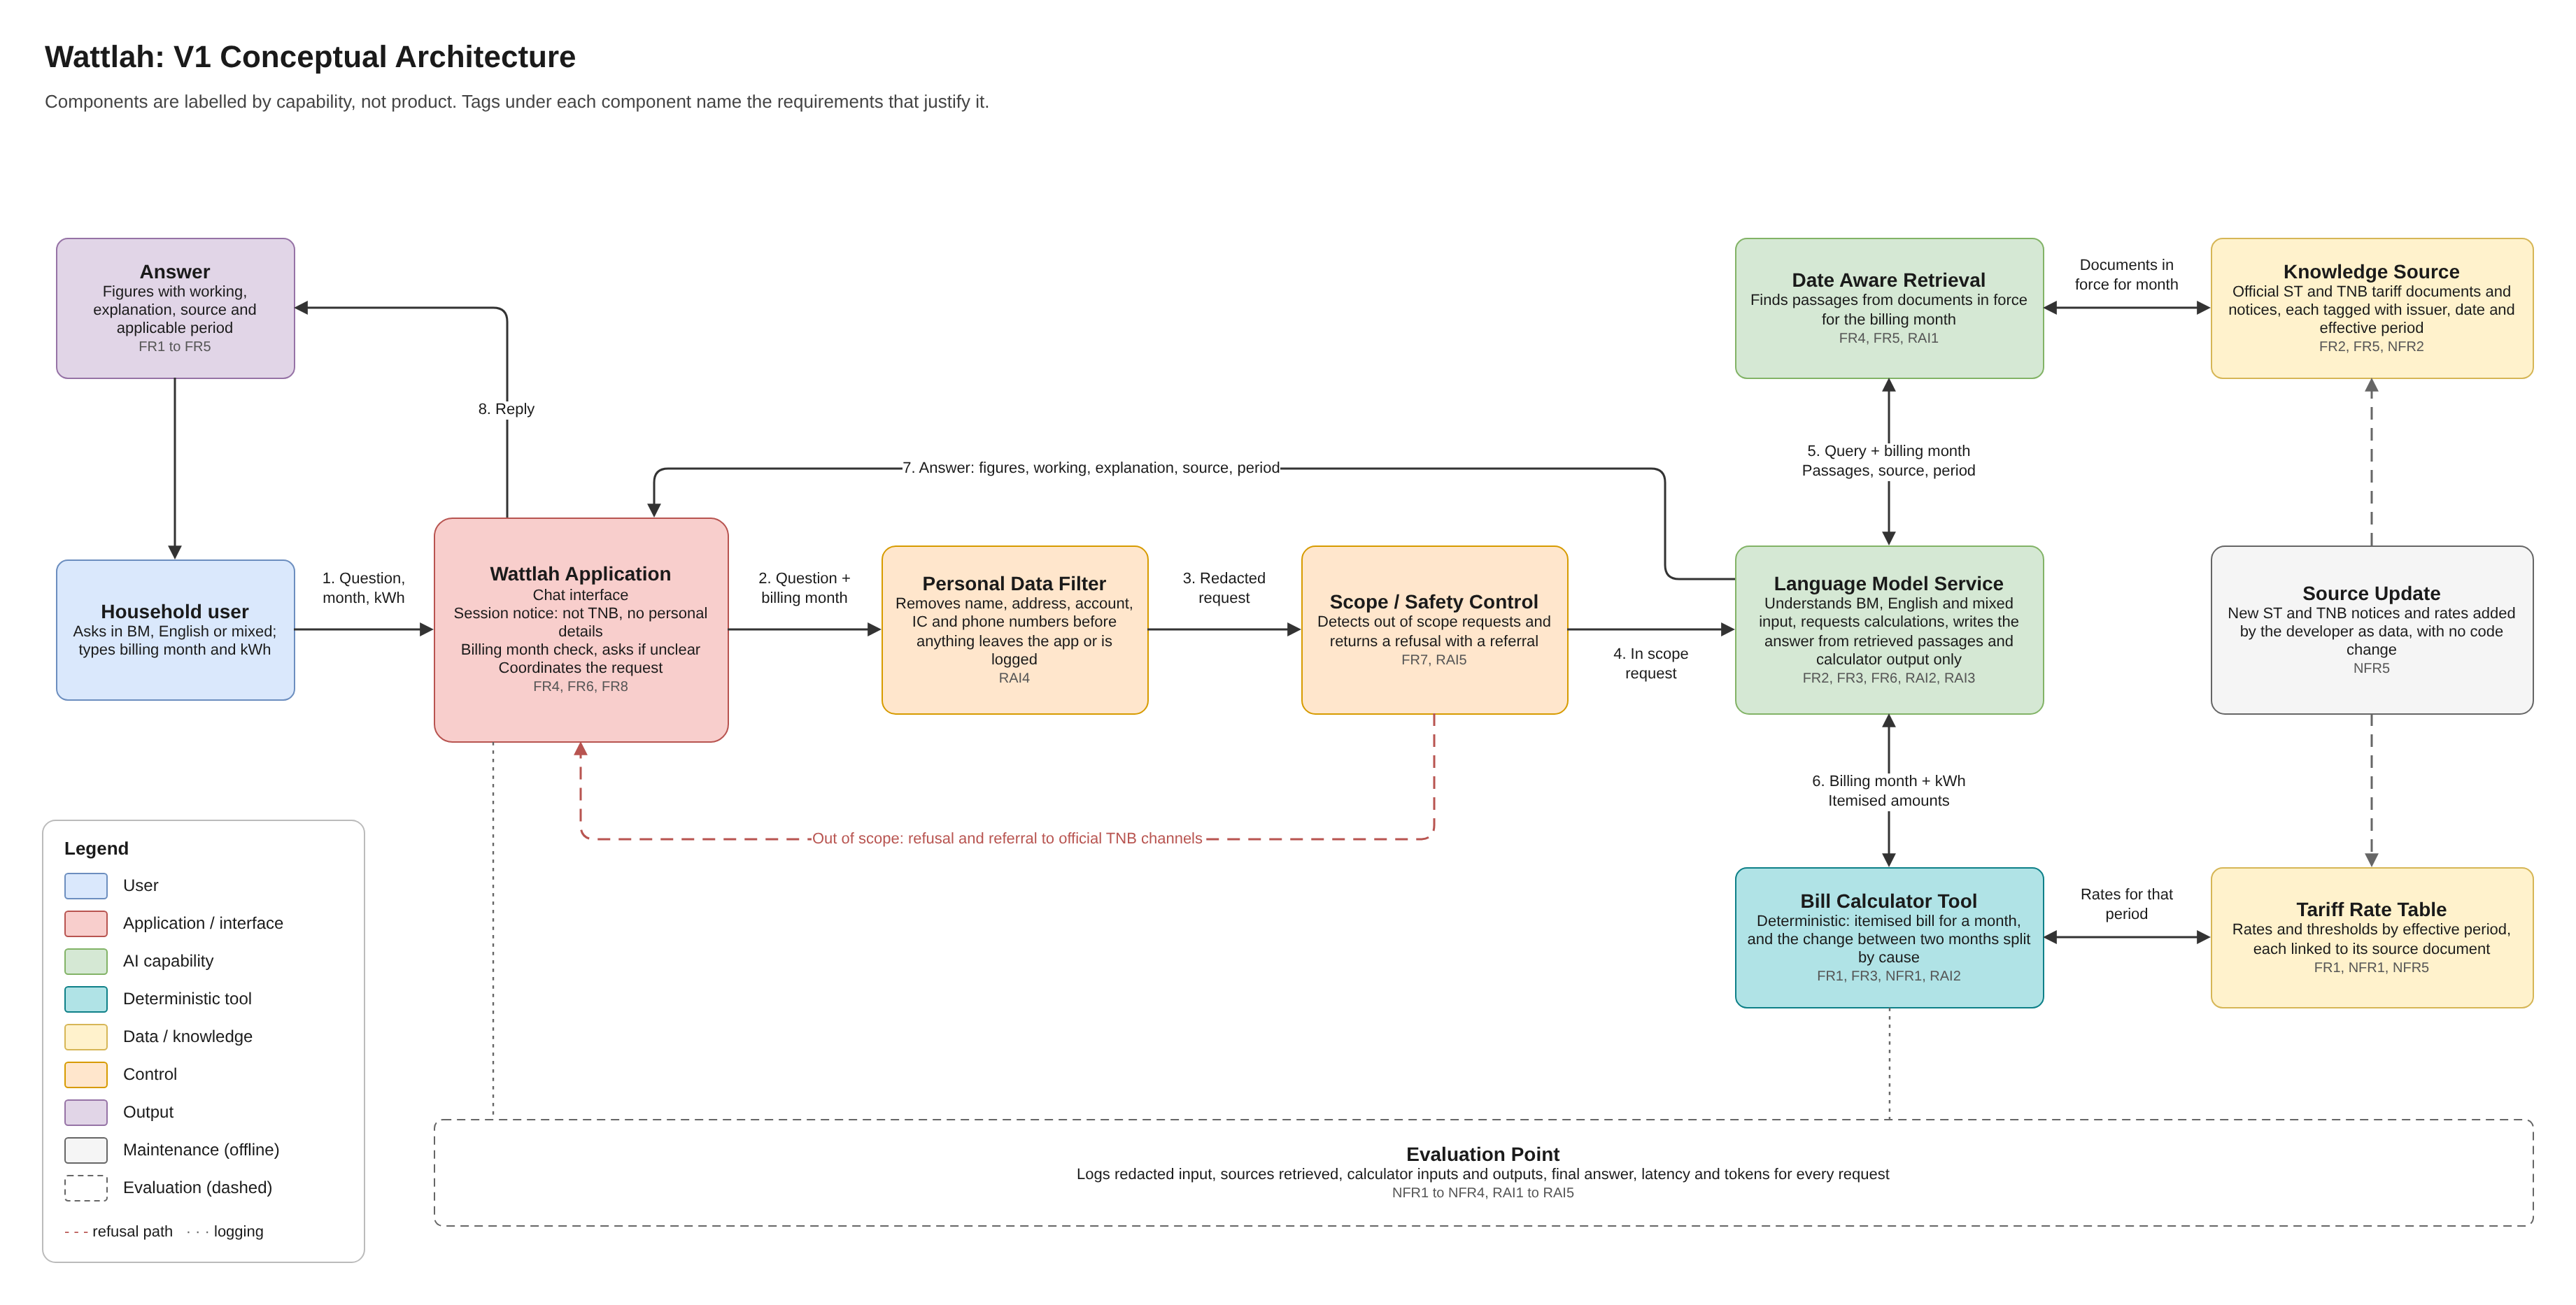 Wattlah: V1 Conceptual Architecture
Components are labelled by capability, not product. Tags under each component name the requirements that justify it.
Answer
Figures with working,
explanation, source and
applicable period
FR1 to FR5
8. Reply
Date Aware Retrieval
Finds passages from documents in force
for the billing month
FR4, FR5, RAI1
Documents in
force for month
Knowledge Source
Official ST and TNB tariff documents and
notices, each tagged with issuer, date and
effective period
FR2, FR5, NFR2
7. Answer: figures, working, explanation, source, period
5. Query + billing month
Passages, source, period
Household user
Asks in BM, English or mixed;
types billing month and kWh
1. Question,
month, kWh
Wattlah Application
Chat interface
Session notice: not TNB, no personal
details
Billing month check, asks if unclear
Coordinates the request
FR4, FR6, FR8
2. Question +
billing month
Personal Data Filter
Removes name, address, account,
IC and phone numbers before
anything leaves the app or is
logged
RAI4
3. Redacted
request
Scope / Safety Control
Detects out of scope requests and
returns a refusal with a referral
FR7, RAI5
4. In scope
request
Language Model Service
Understands BM, English and mixed
input, requests calculations, writes the
answer from retrieved passages and
calculator output only
FR2, FR3, FR6, RAI2, RAI3
Source Update
New ST and TNB notices and rates added
by the developer as data, with no code
change
NFR5
6. Billing month + kWh
Itemised amounts
Out of scope: refusal and referral to official TNB channels
Bill Calculator Tool
Deterministic: itemised bill for a month,
and the change between two months split
by cause
FR1, FR3, NFR1, RAI2
Rates for that
period
Tariff Rate Table
Rates and thresholds by effective period,
each linked to its source document
FR1, NFR1, NFR5
Legend
User
Application / interface
AI capability
Deterministic tool
Data / knowledge
Control
Output
Maintenance (offline)
Evaluation (dashed)
- - - refusal path · · · logging
Evaluation Point
Logs redacted input, sources retrieved, calculator inputs and outputs, final answer, latency and tokens for every request
NFR1 to NFR4, RAI1 to RAI5